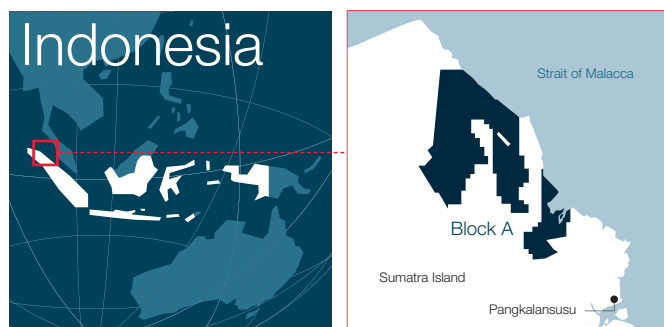 Indonesia
Strait of Malacca
Block A
Sumatra Island
Pangkalansusu